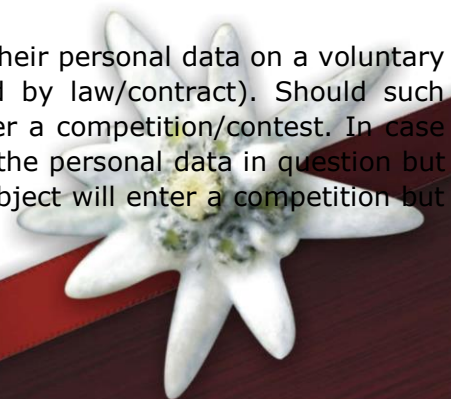 heir personal data on a voluntary
d by law/contract). Should such
er a competition/contest. In case
the personal data in question but
bject will enter a competition but